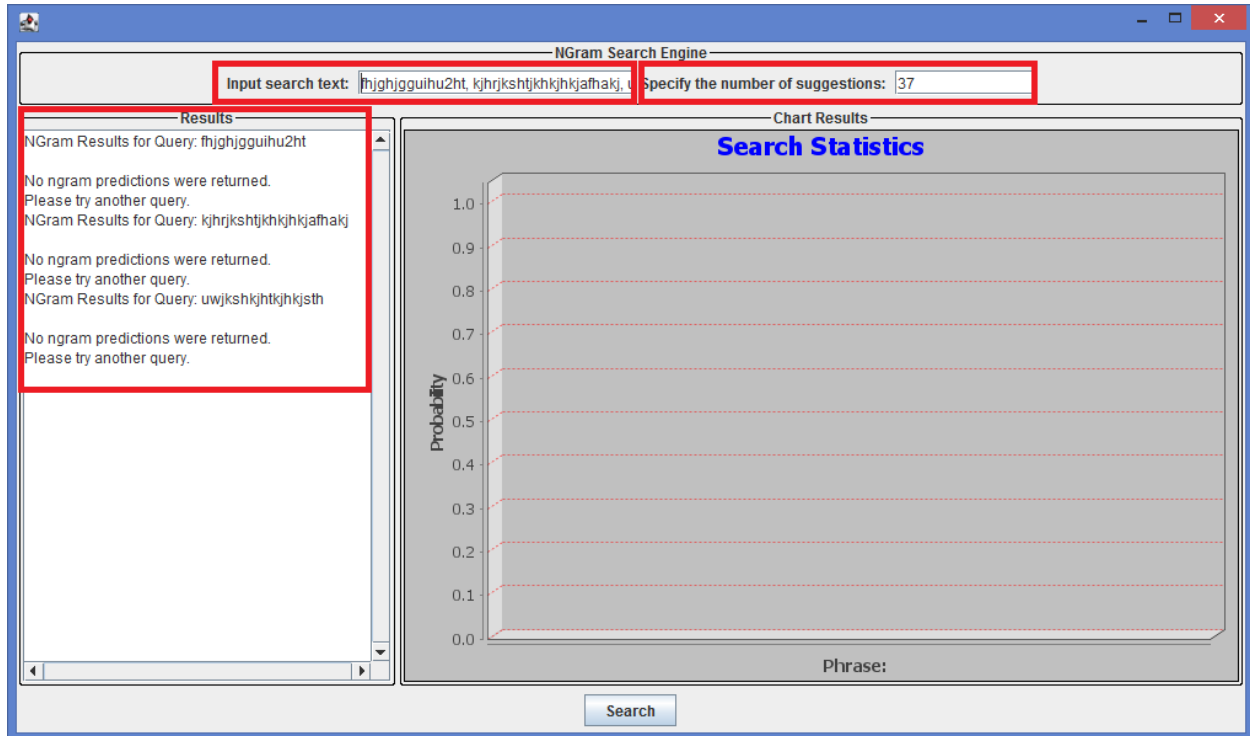 NGram Search Engine
Input search text: fhjghjgguihu2ht, kjhrjkshtjkhkjhkjafhakj, u Specify the number of suggestions: 37
Results
NGram Results for Query: fhjghjgguihu2ht
No ngram predictions were returned.
Please try another query.
NGram Results for Query: kjhrjkshtjkhkjhkjafhakj
No ngram predictions were returned.
Please try another query.
NGram Results for Query: uwjkshkjhtkjhkjsth
No ngram predictions were returned.
Please try another query.
Chart Results
Search Statistics
1.0
0.9
0.8
0.7
0.6
0.5
0.4
0.3
0.2
0.1
0.0
Probability
Phrase:
Search